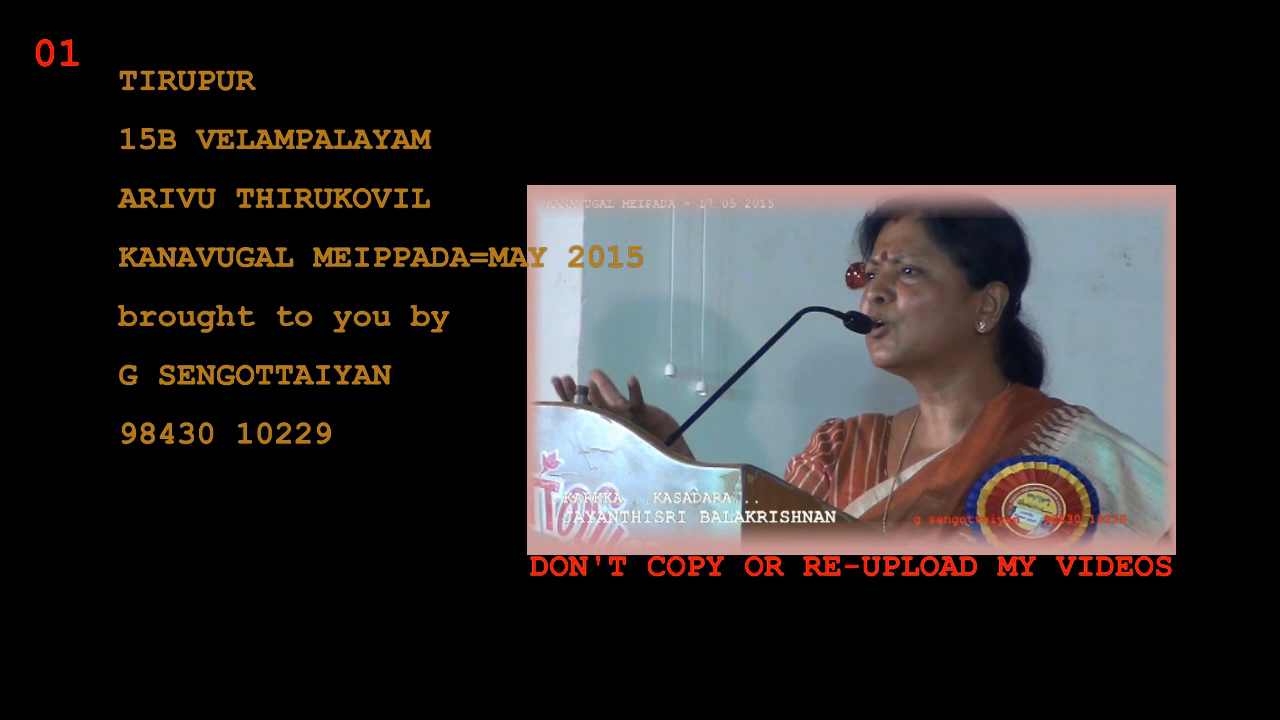 01
TIRUPUR
15B VELAMPALAYAM
ARIVU THIRUKOVIL
KANAVUGAL MEIPPADA=MAY 2015
brought to you by
G SENGOTTAIYAN
98430 10229
KANAVUGAL MEIPADA = 17.05.2015
KARKKA...KASADARA...
JAYANTHISRI BALAKRISHNAN
g sengottaiyan 98430 10229
DON'T COPY OR RE-UPLOAD MY VIDEOS